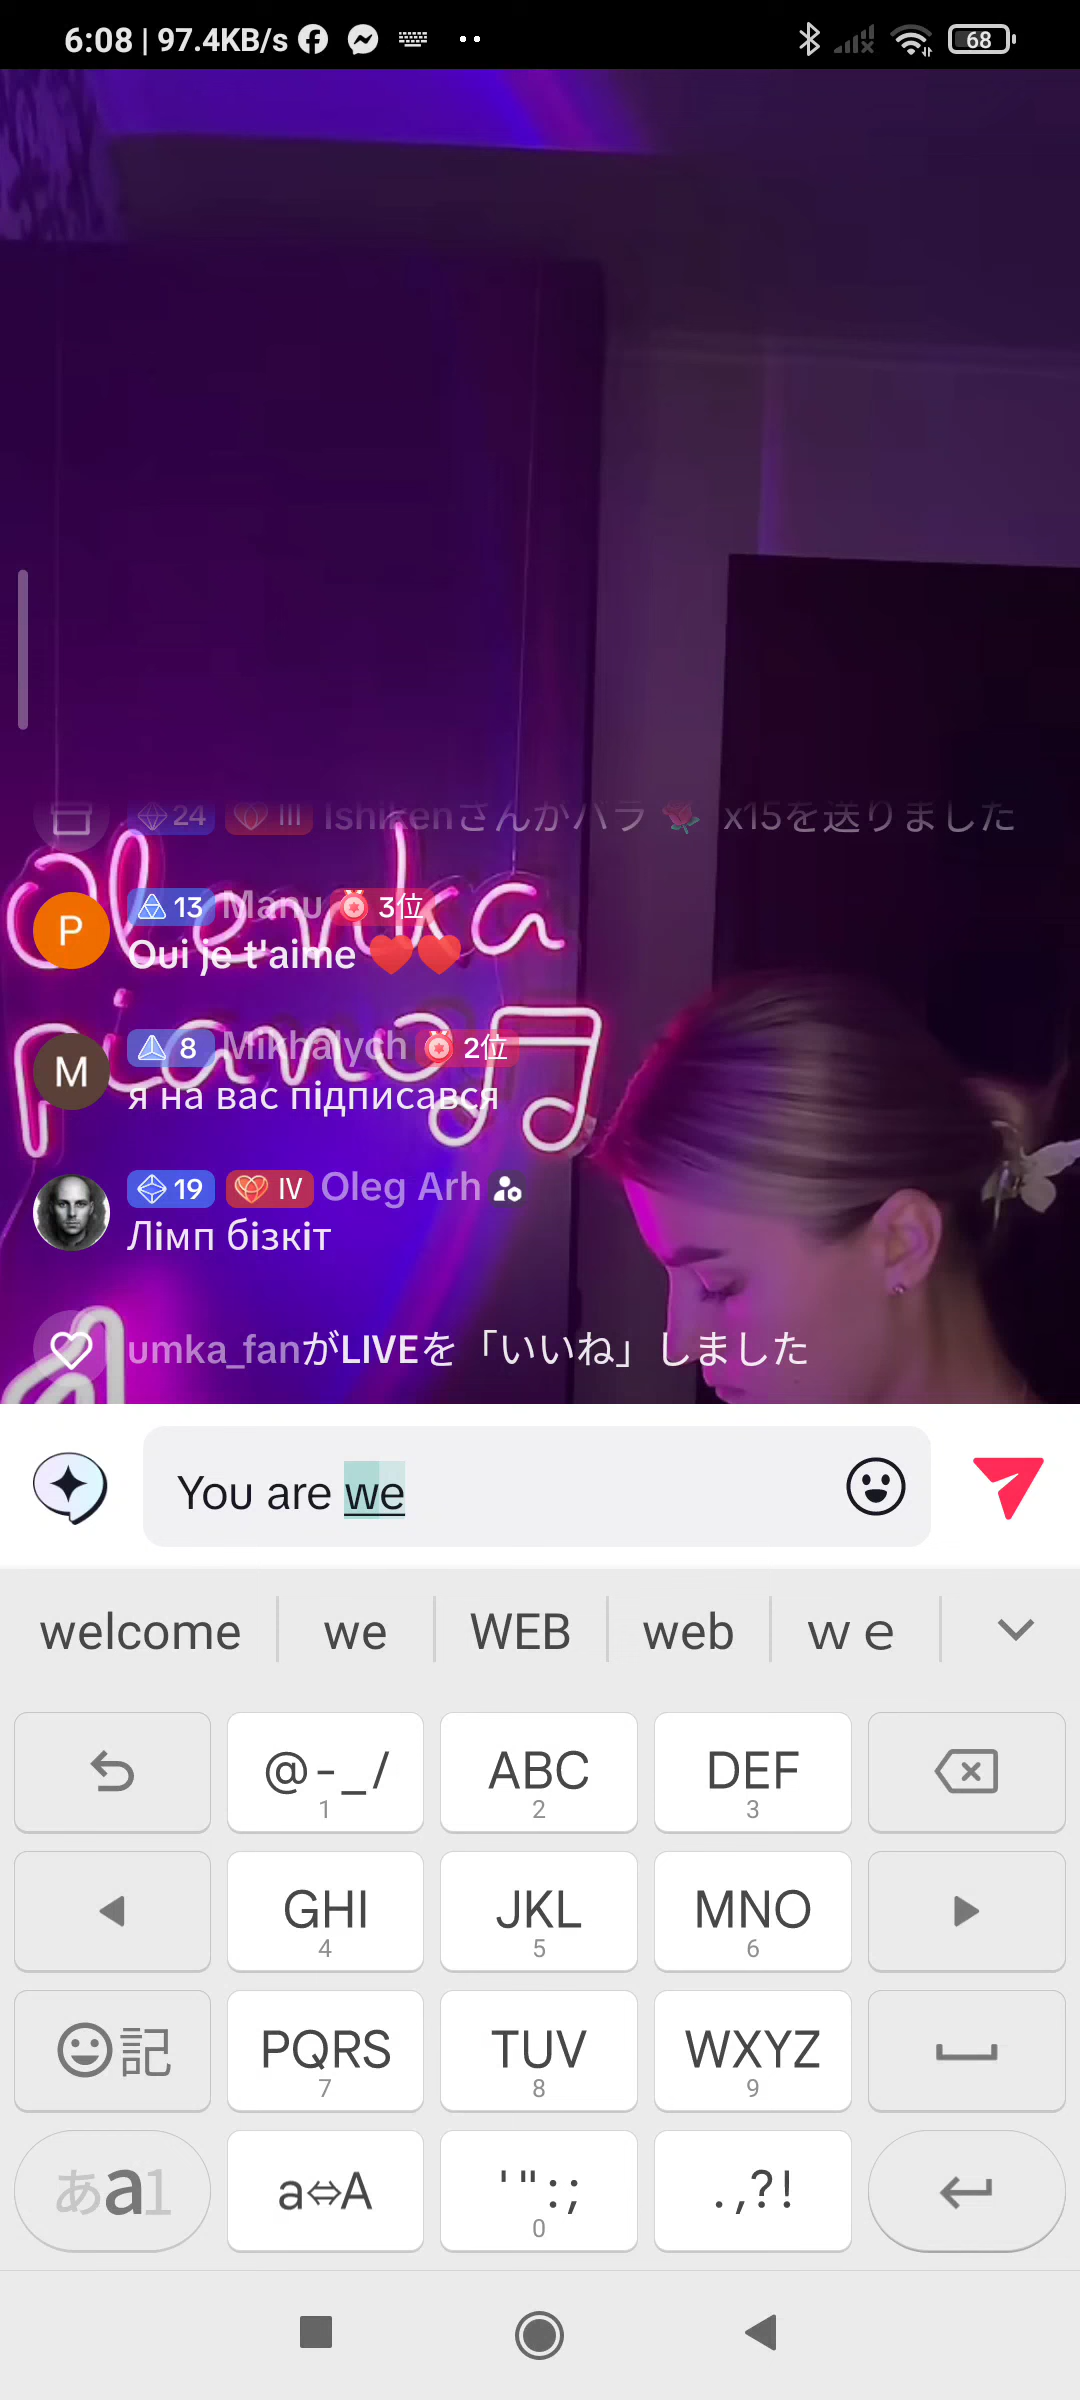 6:08 | 97.4KB/s
68
24 III Ishikenさんがバラ x15を送りました
Olenka
piano
P
13 Manu 3位
Oui je t'aime ❤️❤️
M
8 Mikhalych 2位
я на вас підписався
19 IV Oleg Arh
Лімп бізкіт
umka_fanがLIVEを「いいね」しました
You are we
welcome we WEB web ｗｅ
@-_/ ABC DEF
1 2 3
GHI JKL MNO
4 5 6
記 PQRS TUV WXYZ
7 8 9
あa1 a⇔A '":; .,?!
0